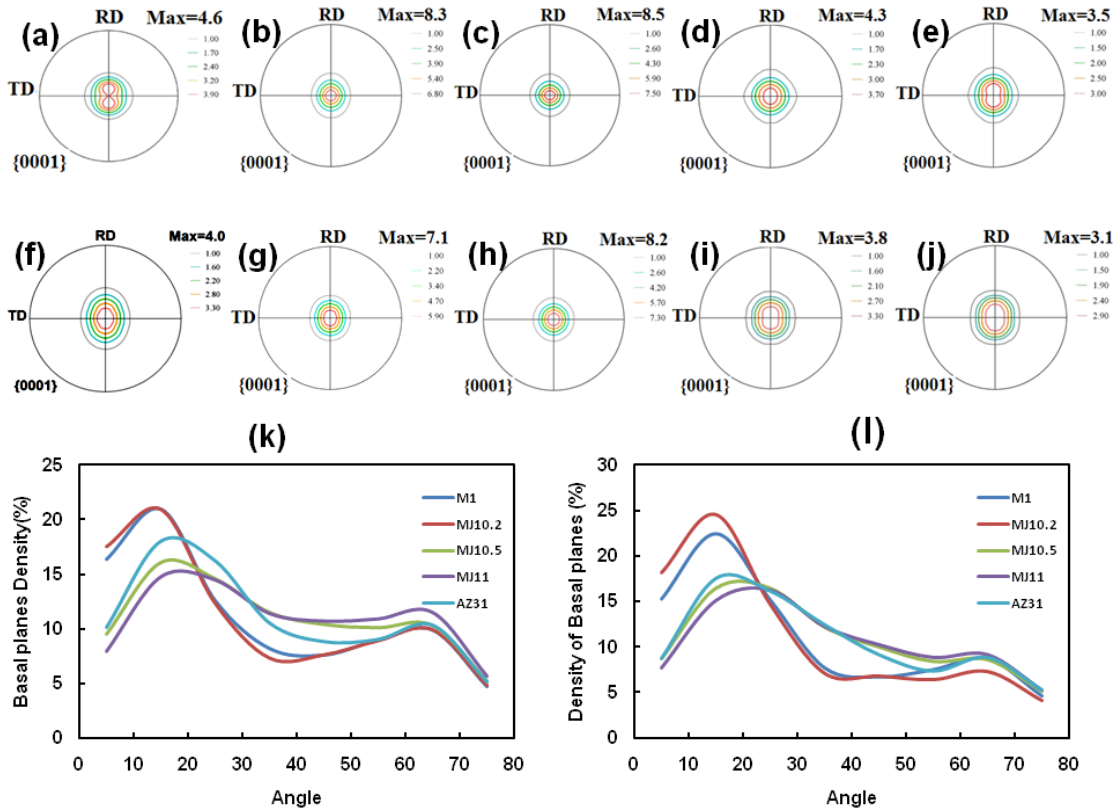 (a)
RD
Max=4.6
1.00
1.70
2.40
3.20
3.90
TD
{0001}
(b)
RD
Max=8.3
1.00
2.50
3.90
5.40
6.80
TD
{0001}
(c)
RD
Max=8.5
1.00
2.60
4.30
5.90
7.50
TD
{0001}
(d)
RD
Max=4.3
1.00
1.70
2.30
3.00
3.70
TD
{0001}
(e)
RD
Max=3.5
1.00
1.50
2.00
2.50
3.00
TD
{0001}
(f)
RD
Max=4.0
1.00
1.60
2.20
2.80
3.30
TD
{0001}
(g)
RD
Max=7.1
1.00
2.20
3.40
4.70
5.90
TD
{0001}
(h)
RD
Max=8.2
1.00
2.60
4.20
5.70
7.30
TD
{0001}
(i)
RD
Max=3.8
1.00
1.60
2.10
2.70
3.30
TD
{0001}
(j)
RD
Max=3.1
1.00
1.50
1.90
2.40
2.90
TD
{0001}
(k)
Basal planes Density(%)
25
20
15
10
5
0
0 10 20 30 40 50 60 70 80
Angle
M1
MJ10.2
MJ10.5
MJ11
AZ31
(l)
Density of Basal planes (%)
30
25
20
15
10
5
0
0 10 20 30 40 50 60 70 80
Angle
M1
MJ10.2
MJ10.5
MJ11
AZ31